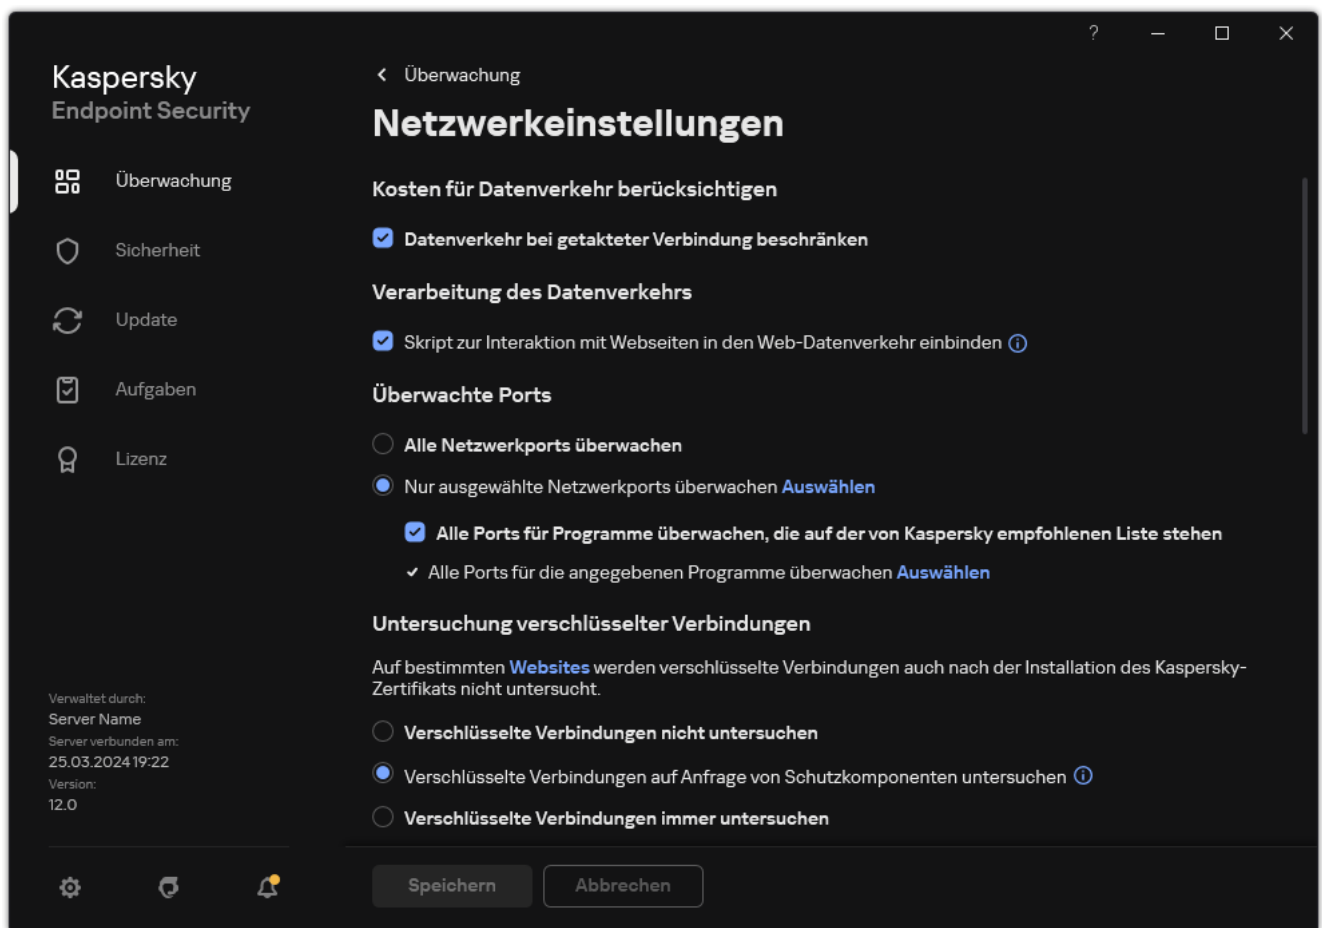 ?
Kaspersky
Endpoint Security
Überwachung
Sicherheit
Update
Aufgaben
Lizenz
Verwaltet durch:
Server Name
Server verbunden am:
25.03.2024 19:22
Version:
12.0
Überwachung
Netzwerkeinstellungen
Kosten für Datenverkehr berücksichtigen
Datenverkehr bei getakteter Verbindung beschränken
Verarbeitung des Datenverkehrs
Skript zur Interaktion mit Webseiten in den Web-Datenverkehr einbinden
Überwachte Ports
Alle Netzwerkports überwachen
Nur ausgewählte Netzwerkports überwachen Auswählen
Alle Ports für Programme überwachen, die auf der von Kaspersky empfohlenen Liste stehen
Alle Ports für die angegebenen Programme überwachen Auswählen
Untersuchung verschlüsselter Verbindungen
Auf bestimmten Websites werden verschlüsselte Verbindungen auch nach der Installation des Kaspersky-
Zertifikats nicht untersucht.
Verschlüsselte Verbindungen nicht untersuchen
Verschlüsselte Verbindungen auf Anfrage von Schutzkomponenten untersuchen
Verschlüsselte Verbindungen immer untersuchen
Speichern
Abbrechen